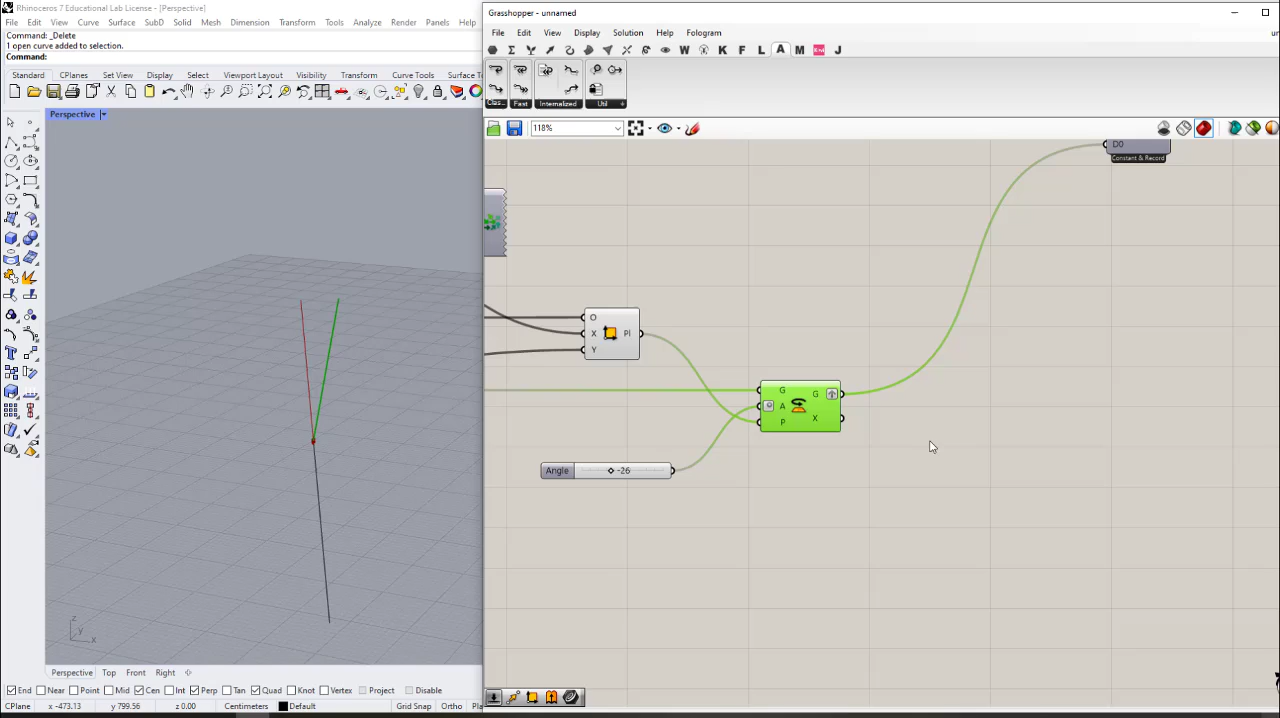 Rhinoceros 7 Educational Lab License - [Perspective]
File Edit View Curve Surface SubD Solid Mesh Dimension Transform Tools Analyze Render Panels Help
Command: _Delete
1 open curve added to selection.
Command:
Standard CPlanes Set View Display Select Viewport Layout Visibility Transform Curve Tools Surface T
Perspective
z
y
x
Perspective Top Front Right
End Near Point Mid Cen Int Perp Tan Quad Knot Vertex Project Disable
CPlane x -473.13 y 799.56 z 0.00 Centimeters Default Grid Snap Ortho Pla
Grasshopper - unnamed
File Edit View Display Solution Help Fologram
un
W K F L A M J
Clas.. Fast Internalized Util
118%
D0
Constant & Record
O
X Pl
Y
G G
A
X
P
Angle -26